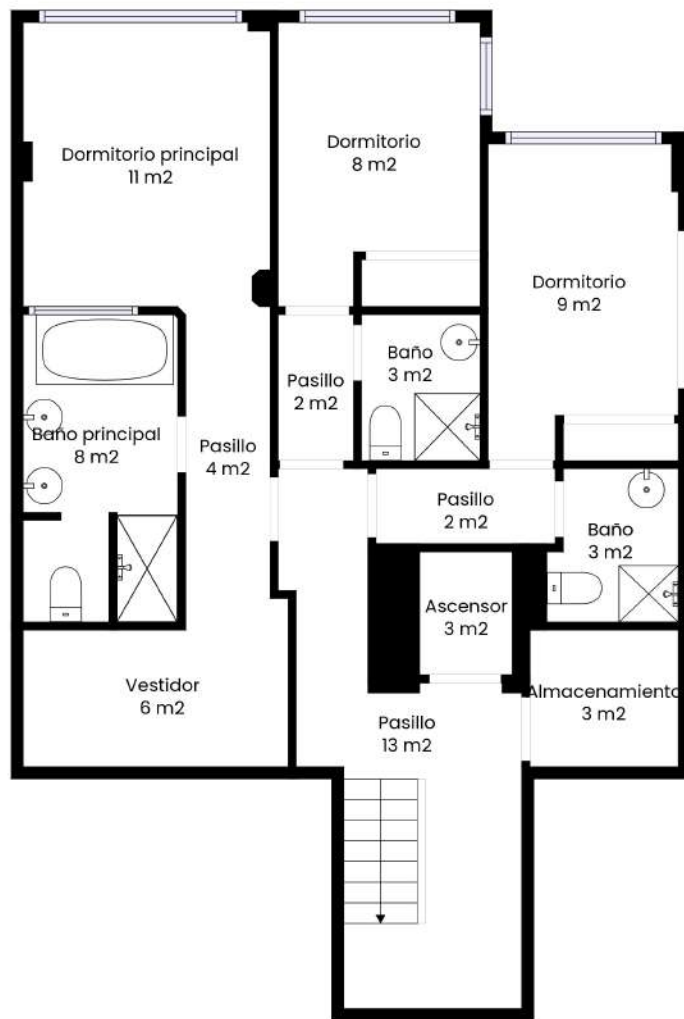 Dormitorio principal
11 m2
Dormitorio
8 m2
Dormitorio
9 m2
Baño
3 m2
Pasillo
2 m2
Baño principal
8 m2
Pasillo
4 m2
Pasillo
2 m2
Baño
3 m2
Ascensor
3 m2
Vestidor
6 m2
Almacenamiento
3 m2
Pasillo
13 m2